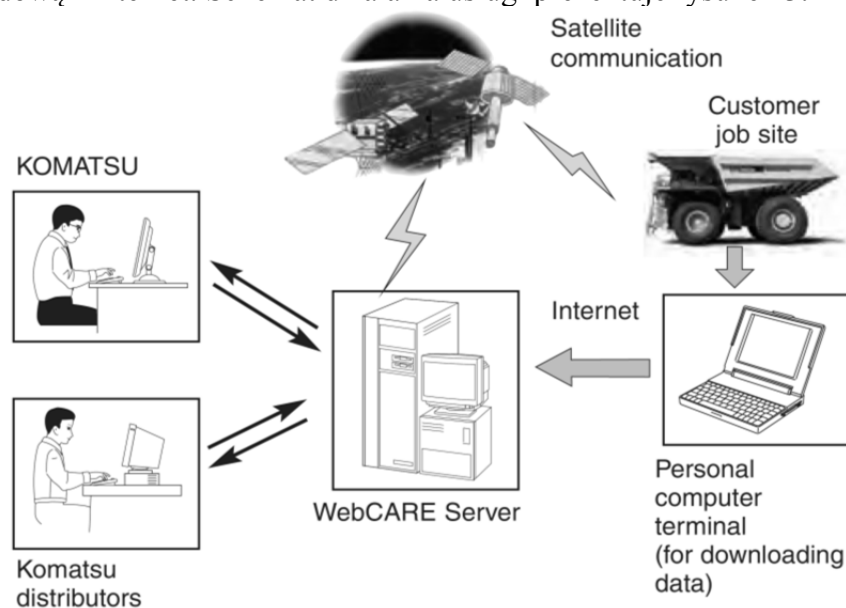 Satellite
communication
Customer
job site
KOMATSU
Internet
WebCARE Server
Personal
computer
terminal
(for downloading
data)
Komatsu
distributors